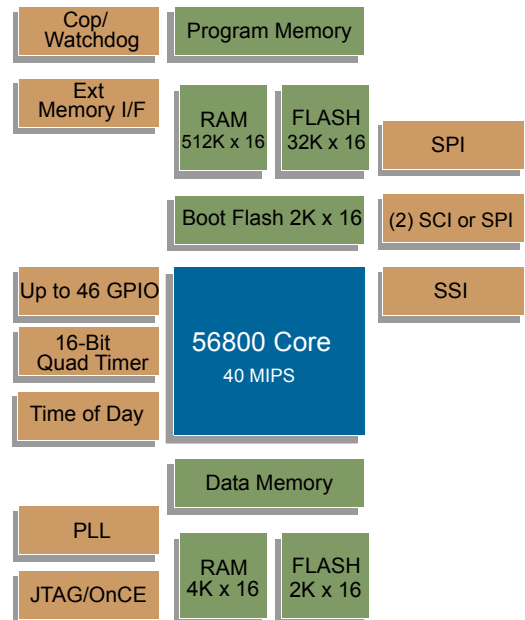 Cop/
Watchdog
Program Memory
Ext
Memory I/F
RAM
512K x 16
FLASH
32K x 16
SPI
Boot Flash 2K x 16
(2) SCI or SPI
Up to 46 GPIO
SSI
56800 Core
40 MIPS
16-Bit
Quad Timer
Time of Day
Data Memory
PLL
RAM
4K x 16
FLASH
2K x 16
JTAG/OnCE